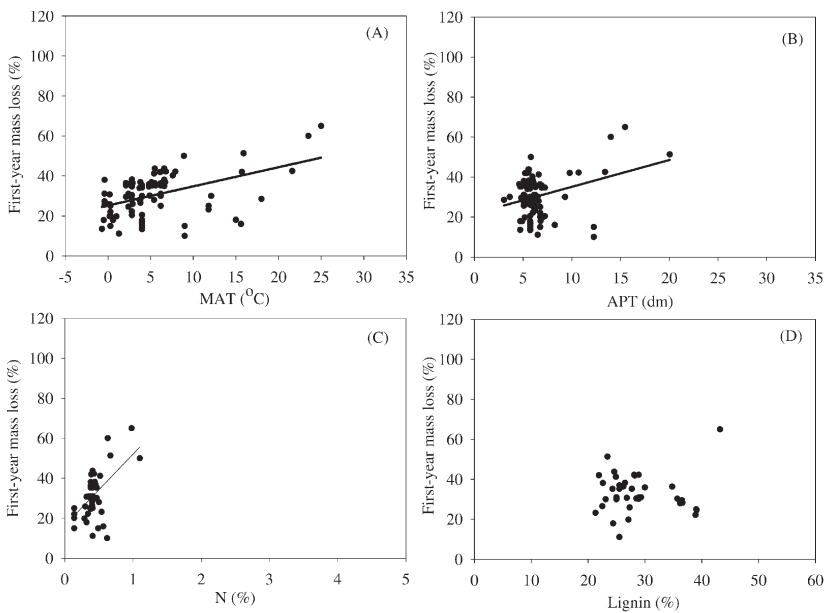 (A)
First-year mass loss (%)
120
100
80
60
40
20
0
-5 0 5 10 15 20 25 30 35
MAT (°C)
(B)
First-year mass loss (%)
120
100
80
60
40
20
0
0 5 10 15 20 25 30 35
APT (dm)
(C)
First-year mass loss (%)
120
100
80
60
40
20
0
0 1 2 3 4 5
N (%)
(D)
First-year mass loss (%)
120
100
80
60
40
20
0
0 10 20 30 40 50 60
Lignin (%)